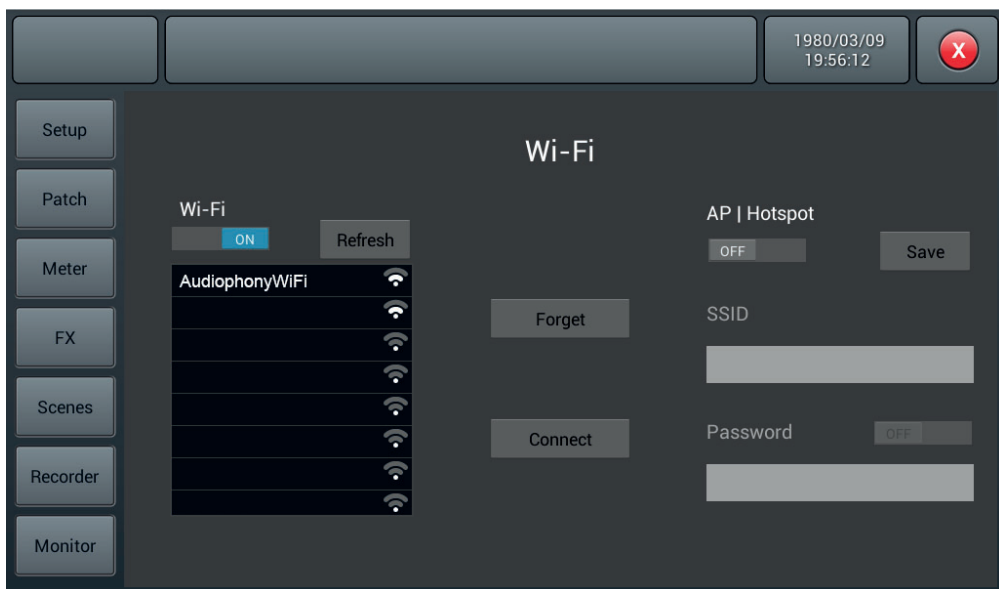 1980/03/09
19:56:12
X
Setup
Patch
Meter
FX
Scenes
Recorder
Monitor
Wi-Fi
Wi-Fi
ON
Refresh
AudiophonyWiFi
Forget
Connect
AP | Hotspot
OFF
Save
SSID
Password
OFF